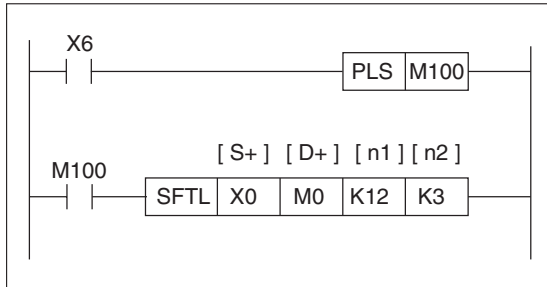 X6
PLS M100
[ S+ ] [ D+ ] [ n1 ] [ n2 ]
M100
SFTL X0 M0 K12 K3